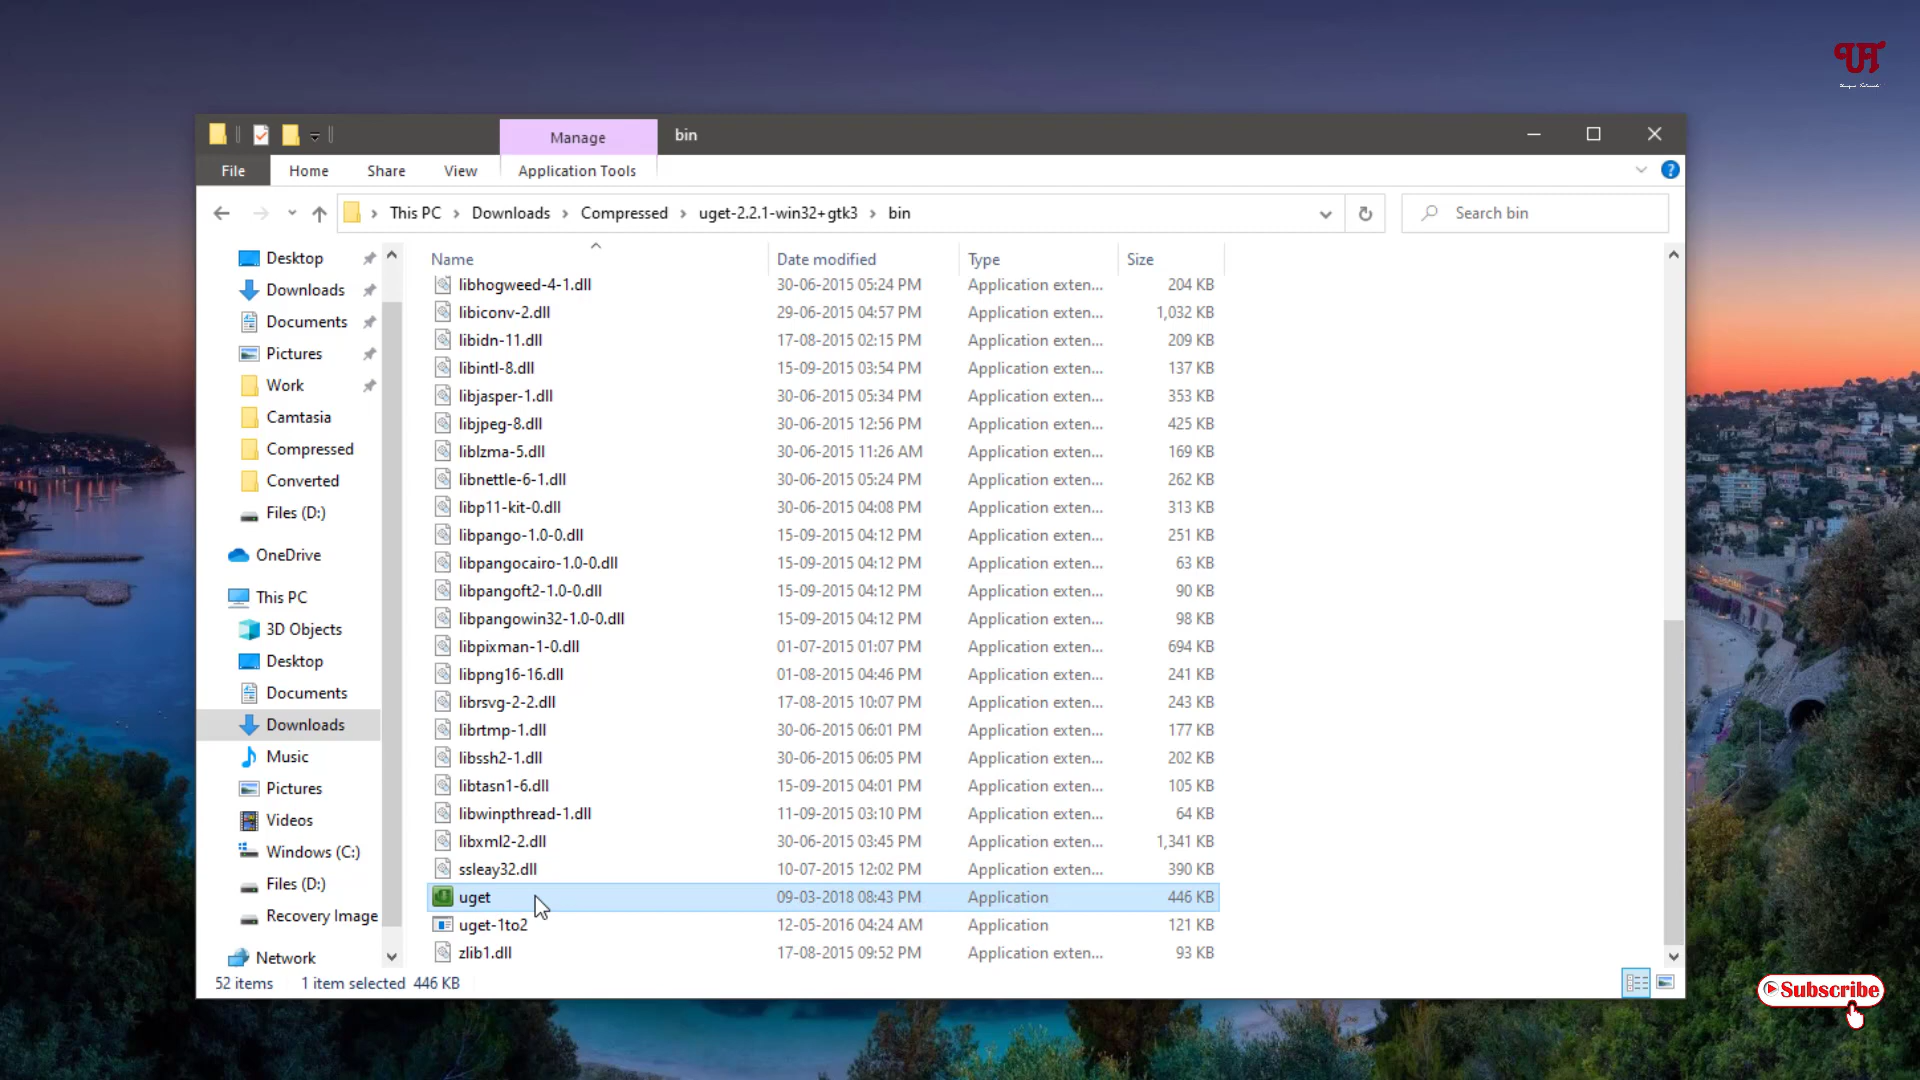 Manage
bin
File
Home
Share
View
Application Tools
This PC > Downloads > Compressed > uget-2.2.1-win32+gtk3 > bin
Search bin
Desktop
Downloads
Documents
Pictures
Work
Camtasia
Compressed
Converted
Files (D:)
OneDrive
This PC
3D Objects
Desktop
Documents
Downloads
Music
Pictures
Videos
Windows (C:)
Files (D:)
Recovery Image
Network
Name Date modified Type Size
libhogweed-4-1.dll 30-06-2015 05:24 PM Application exten... 204 KB
libiconv-2.dll 29-06-2015 04:57 PM Application exten... 1,032 KB
libidn-11.dll 17-08-2015 02:15 PM Application exten... 209 KB
libintl-8.dll 15-09-2015 03:54 PM Application exten... 137 KB
libjasper-1.dll 30-06-2015 05:34 PM Application exten... 353 KB
libjpeg-8.dll 30-06-2015 12:56 PM Application exten... 425 KB
liblzma-5.dll 30-06-2015 11:26 AM Application exten... 169 KB
libnettle-6-1.dll 30-06-2015 05:24 PM Application exten... 262 KB
libp11-kit-0.dll 30-06-2015 04:08 PM Application exten... 313 KB
libpango-1.0-0.dll 15-09-2015 04:12 PM Application exten... 251 KB
libpangocairo-1.0-0.dll 15-09-2015 04:12 PM Application exten... 63 KB
libpangoft2-1.0-0.dll 15-09-2015 04:12 PM Application exten... 90 KB
libpangowin32-1.0-0.dll 15-09-2015 04:12 PM Application exten... 98 KB
libpixman-1-0.dll 01-07-2015 01:07 PM Application exten... 694 KB
libpng16-16.dll 01-08-2015 04:46 PM Application exten... 241 KB
librsvg-2-2.dll 17-08-2015 10:07 PM Application exten... 243 KB
librtmp-1.dll 30-06-2015 06:01 PM Application exten... 177 KB
libssh2-1.dll 30-06-2015 06:05 PM Application exten... 202 KB
libtasn1-6.dll 15-09-2015 04:01 PM Application exten... 105 KB
libwinpthread-1.dll 11-09-2015 03:10 PM Application exten... 64 KB
libxml2-2.dll 30-06-2015 03:45 PM Application exten... 1,341 KB
ssleay32.dll 10-07-2015 12:02 PM Application exten... 390 KB
uget 09-03-2018 08:43 PM Application 446 KB
uget-1to2 12-05-2016 04:24 AM Application 121 KB
zlib1.dll 17-08-2015 09:52 PM Application exten... 93 KB
52 items 1 item selected 446 KB
Subscribe